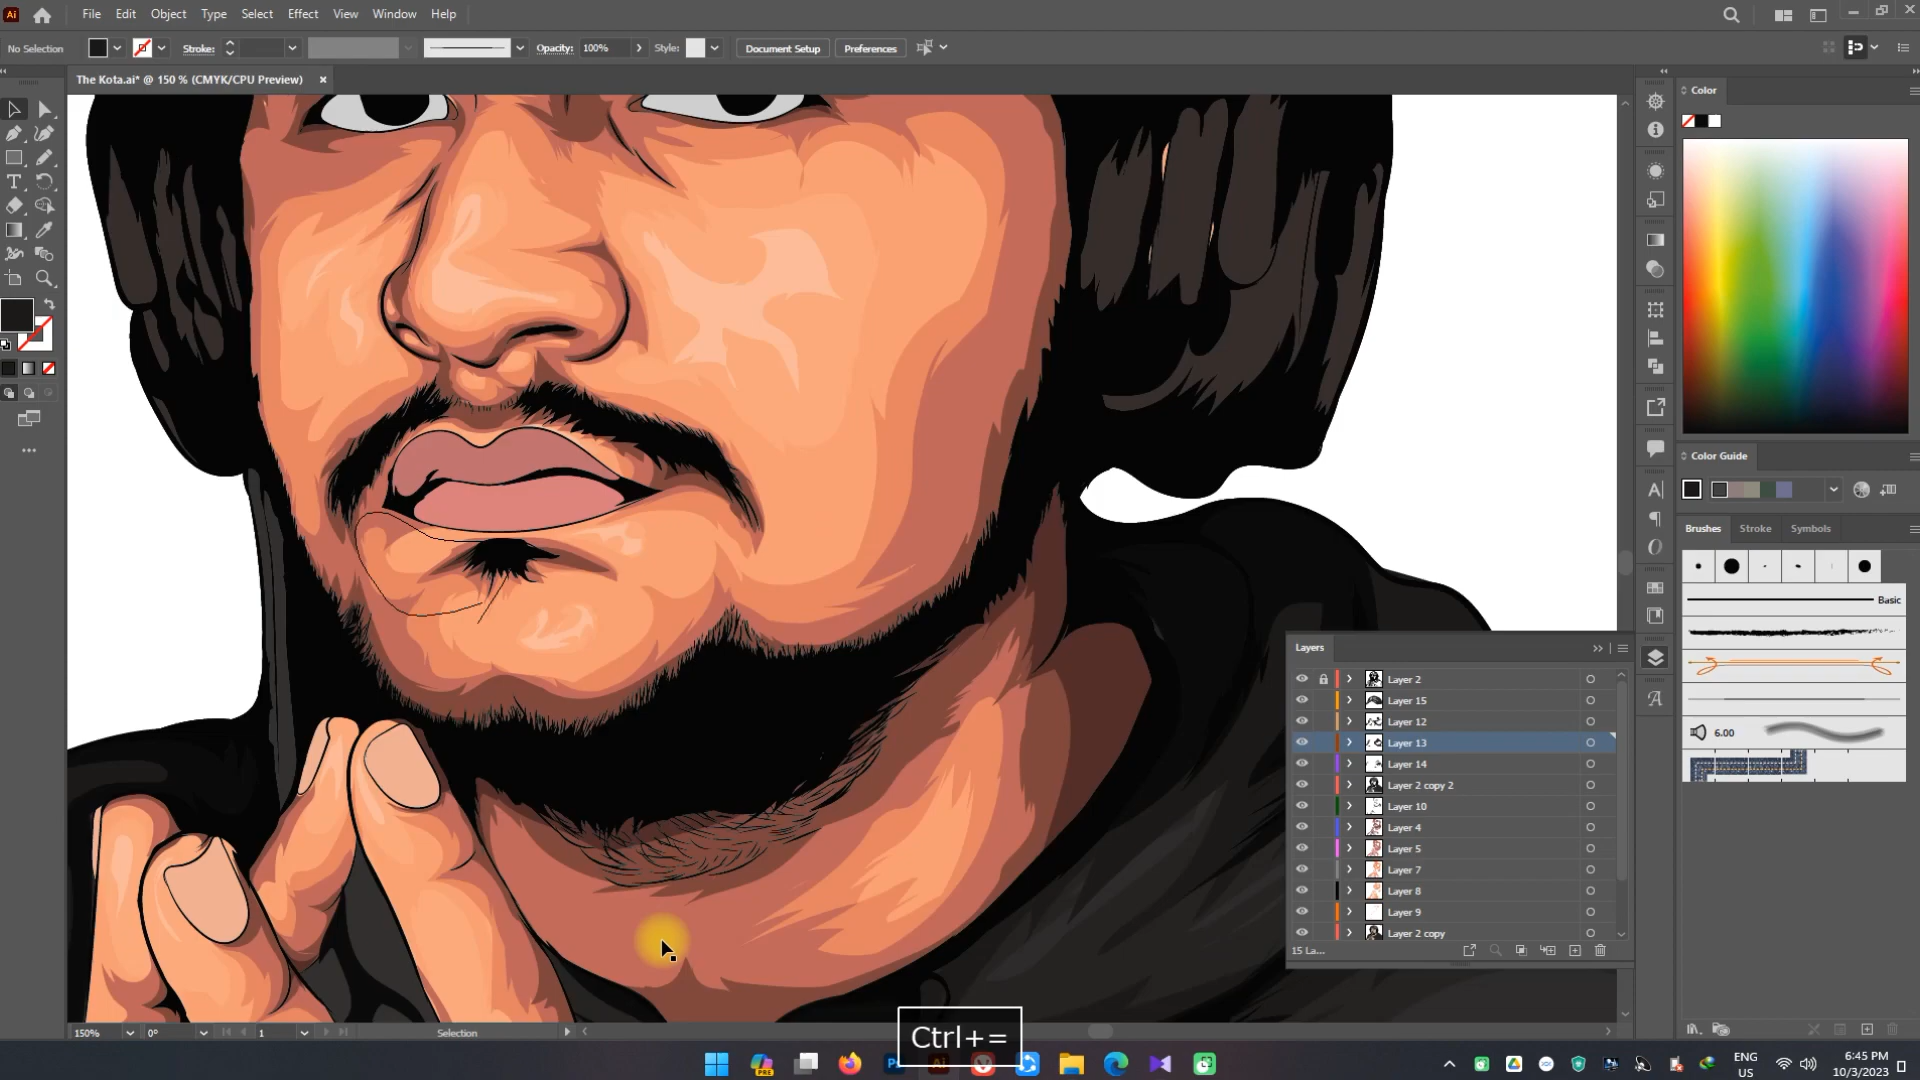 Ai File Edit Object Type Select Effect View Window Help
No Selection Stroke: Opacity: 100% Style: Document Setup Preferences
The Kota.ai* @ 150 % (CMYK/CPU Preview) ×
Color
Color Guide
Brushes Stroke Symbols
Basic
6.00
Layers
Layer 2
Layer 15
Layer 12
Layer 13
Layer 14
Layer 2 copy 2
Layer 10
Layer 4
Layer 5
Layer 7
Layer 8
Layer 9
Layer 2 copy
15 La...
150% 0° 1 Selection
Ctrl+=
PRE
ENG
US
6:45 PM
10/3/2023